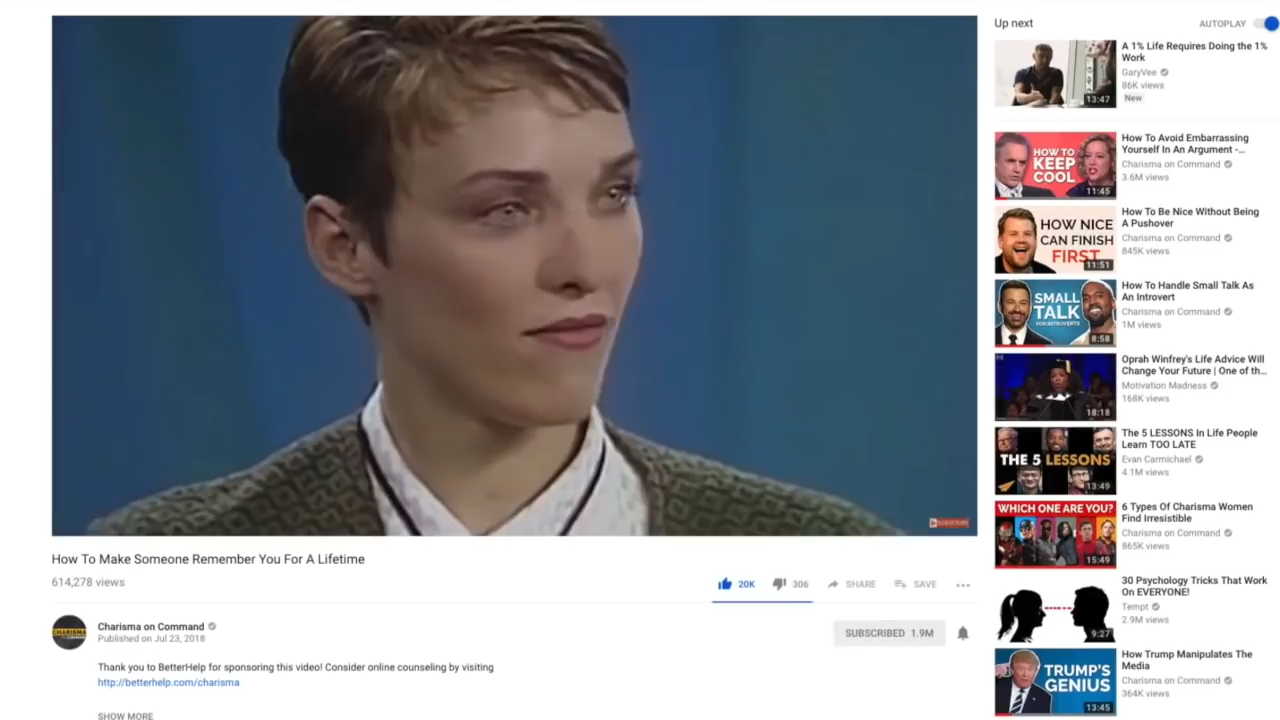 SUBSCRIBE
How To Make Someone Remember You For A Lifetime
614,278 views
20K
306
SHARE
SAVE
CHARISMA
Charisma on Command
Published on Jul 23, 2018
SUBSCRIBED 1.9M
Thank you to BetterHelp for sponsoring this video! Consider online counseling by visiting
http://betterhelp.com/charisma
SHOW MORE
Up next
AUTOPLAY
13:47
A 1% Life Requires Doing the 1%
Work
GaryVee
86K views
New
HOW TO
KEEP
COOL
11:45
How To Avoid Embarrassing
Yourself In An Argument -...
Charisma on Command
3.6M views
HOW NICE
CAN FINISH
FIRST
11:51
How To Be Nice Without Being
A Pushover
Charisma on Command
845K views
SMALL
TALK
FOR INTROVERTS
8:58
How To Handle Small Talk As
An Introvert
Charisma on Command
1M views
18:18
Oprah Winfrey's Life Advice Will
Change Your Future | One of th...
Motivation Madness
168K views
THE 5 LESSONS
13:49
The 5 LESSONS In Life People
Learn TOO LATE
Evan Carmichael
4.1M views
WHICH ONE ARE YOU?
15:49
6 Types Of Charisma Women
Find Irresistible
Charisma on Command
865K views
9:27
30 Psychology Tricks That Work
On EVERYONE!
Tempt
2.9M views
TRUMP'S
GENIUS
13:45
How Trump Manipulates The
Media
Charisma on Command
364K views